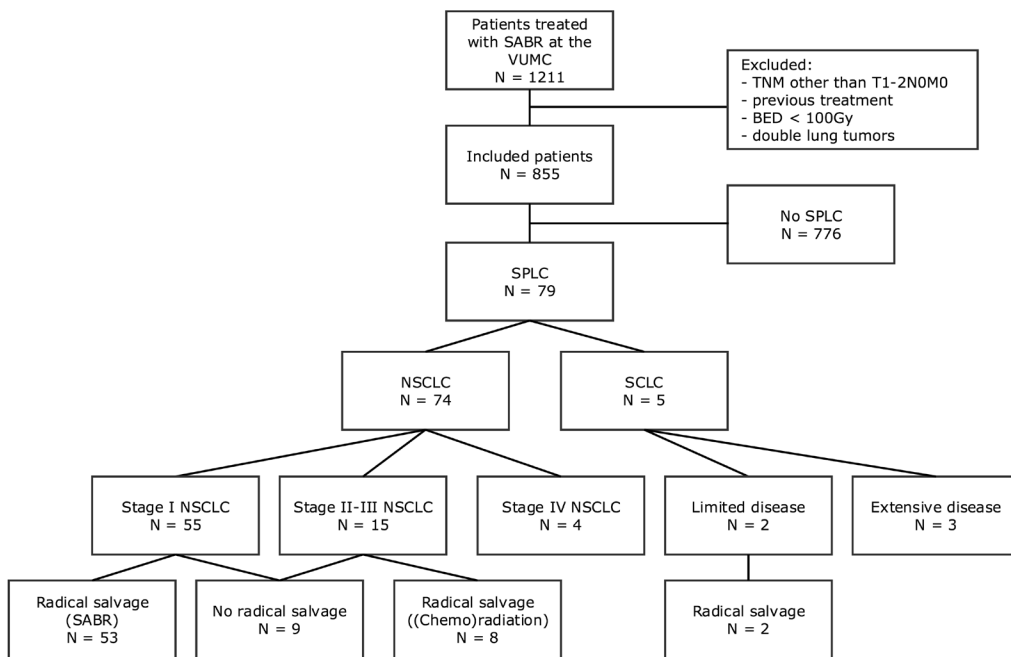 Patients treated
with SABR at the
VUMC
N = 1211
Excluded:
- TNM other than T1-2N0M0
- previous treatment
- BED < 100Gy
- double lung tumors
Included patients
N = 855
No SPLC
N = 776
SPLC
N = 79
NSCLC
N = 74
SCLC
N = 5
Stage I NSCLC
N = 55
Stage II-III NSCLC
N = 15
Stage IV NSCLC
N = 4
Limited disease
N = 2
Extensive disease
N = 3
Radical salvage
(SABR)
N = 53
No radical salvage
N = 9
Radical salvage
((Chemo)radiation)
N = 8
Radical salvage
N = 2